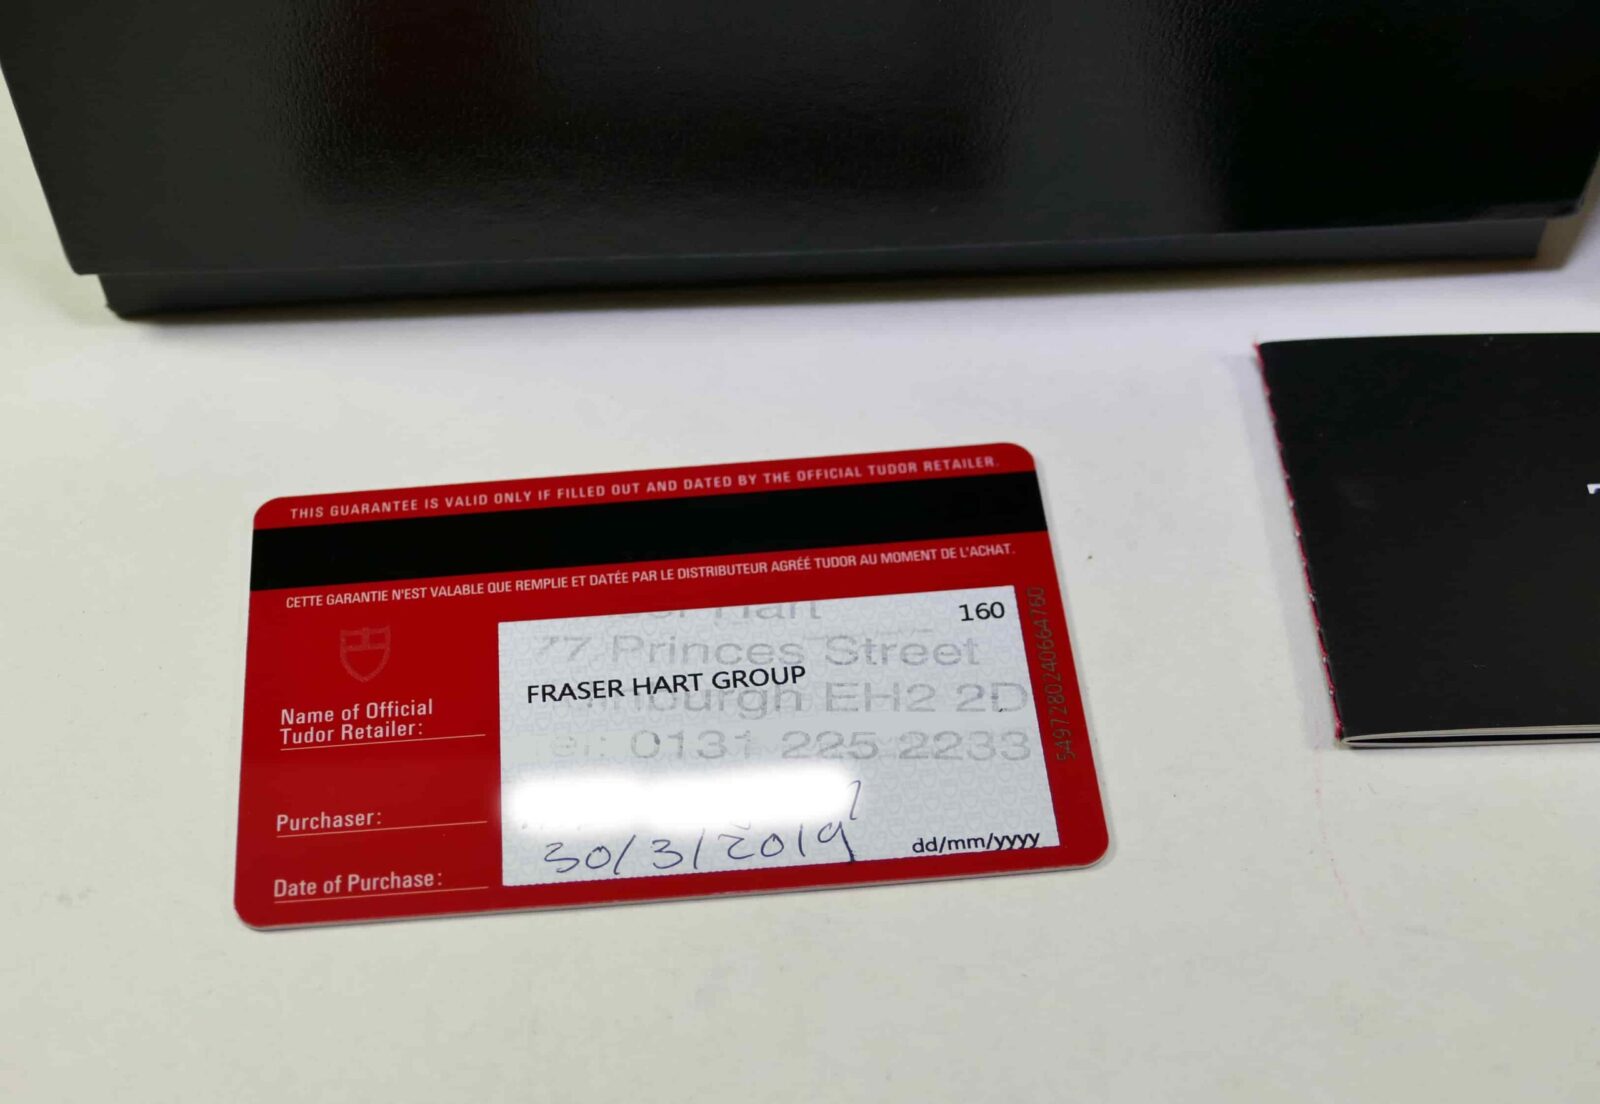 THIS GUARANTEE IS VALID ONLY IF FILLED OUT AND DATED BY THE OFFICIAL TUDOR RETAILER.
CETTE GARANTIE N'EST VALABLE QUE REMPLIE ET DATÉE PAR LE DISTRIBUTEUR AGRÉÉ TUDOR AU MOMENT DE L'ACHAT.
Hart
160
77 Princes Street
FRASER HART GROUP
EH2 2D
0131 225 2233
Name of Official
Tudor Retailer:
Purchaser:
Date of Purchase:
30/3/2019
dd/mm/yyyy